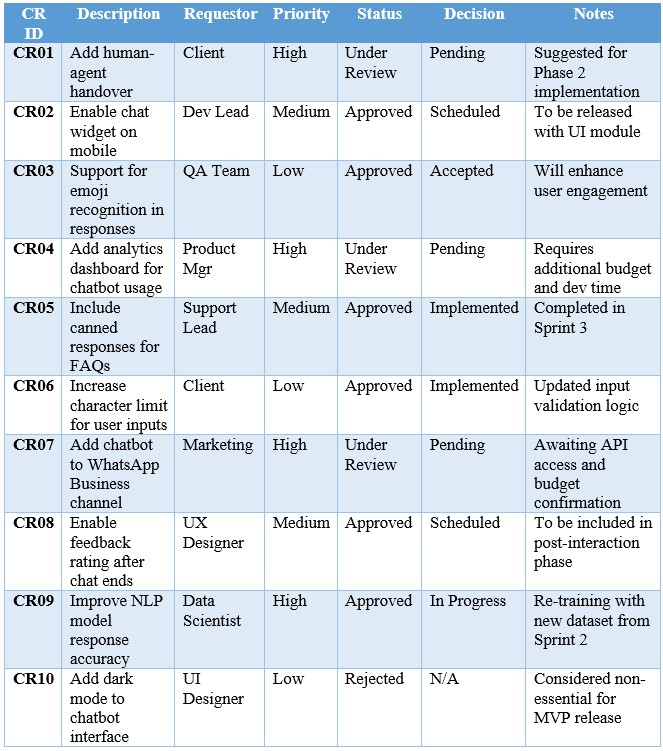 CR ID Description Requestor Priority Status Decision Notes
CR01 Add human-agent handover Client High Under Review Pending Suggested for Phase 2 implementation
CR02 Enable chat widget on mobile Dev Lead Medium Approved Scheduled To be released with UI module
CR03 Support for emoji recognition in responses QA Team Low Approved Accepted Will enhance user engagement
CR04 Add analytics dashboard for chatbot usage Product Mgr High Under Review Pending Requires additional budget and dev time
CR05 Include canned responses for FAQs Support Lead Medium Approved Implemented Completed in Sprint 3
CR06 Increase character limit for user inputs Client Low Approved Implemented Updated input validation logic
CR07 Add chatbot to WhatsApp Business channel Marketing High Under Review Pending Awaiting API access and budget confirmation
CR08 Enable feedback rating after chat ends UX Designer Medium Approved Scheduled To be included in post-interaction phase
CR09 Improve NLP model response accuracy Data Scientist High Approved In Progress Re-training with new dataset from Sprint 2
CR10 Add dark mode to chatbot interface UI Designer Low Rejected N/A Considered non-essential for MVP release